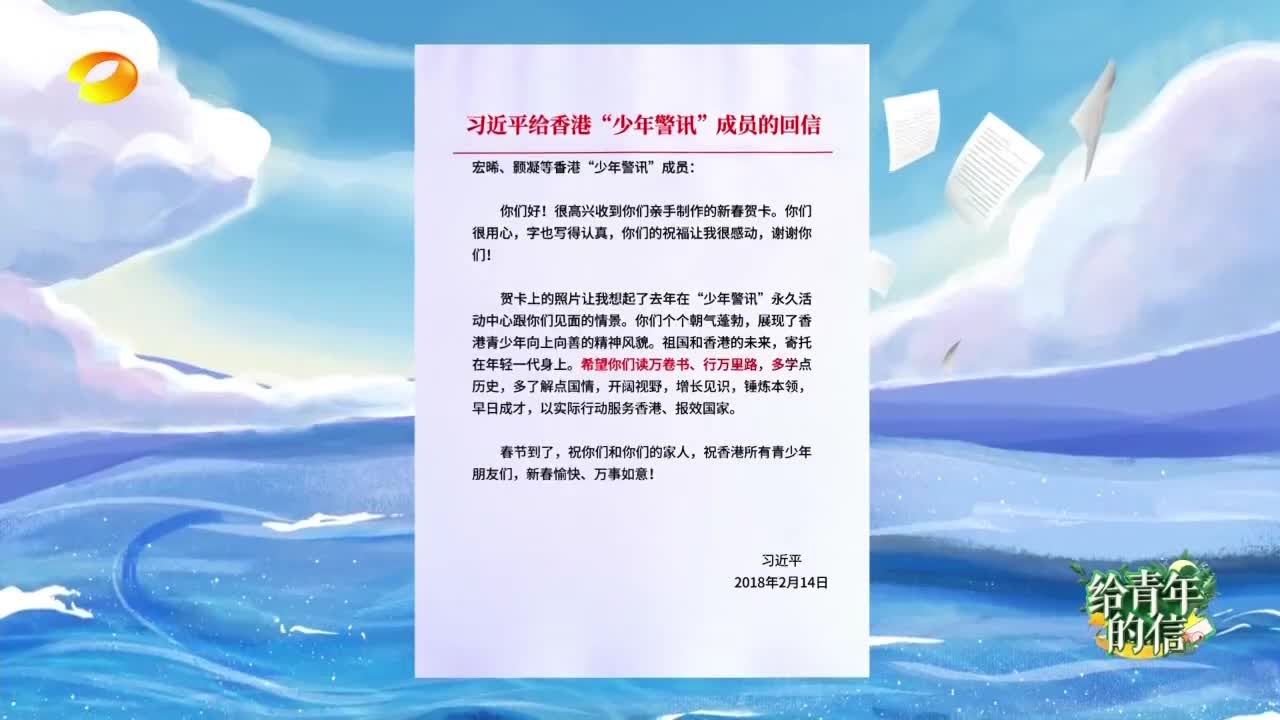 习近平给香港“少年警讯”成员的回信
宏晞、颢凝等香港“少年警讯”成员：
你们好！很高兴收到你们亲手制作的新春贺卡。你们
很用心，字也写得认真，你们的祝福让我很感动，谢谢你
们！
贺卡上的照片让我想起了去年在“少年警讯”永久活
动中心跟你们见面的情景。你们个个朝气蓬勃，展现了香
港青少年向上向善的精神风貌。祖国和香港的未来，寄托
在年轻一代身上。希望你们读万卷书、行万里路，多学点
历史，多了解点国情，开阔视野，增长见识，锤炼本领，
早日成才，以实际行动服务香港、报效国家。
春节到了，祝你们和你们的家人，祝香港所有青少年
朋友们，新春愉快、万事如意！
习近平
2018年2月14日
给青年
的信